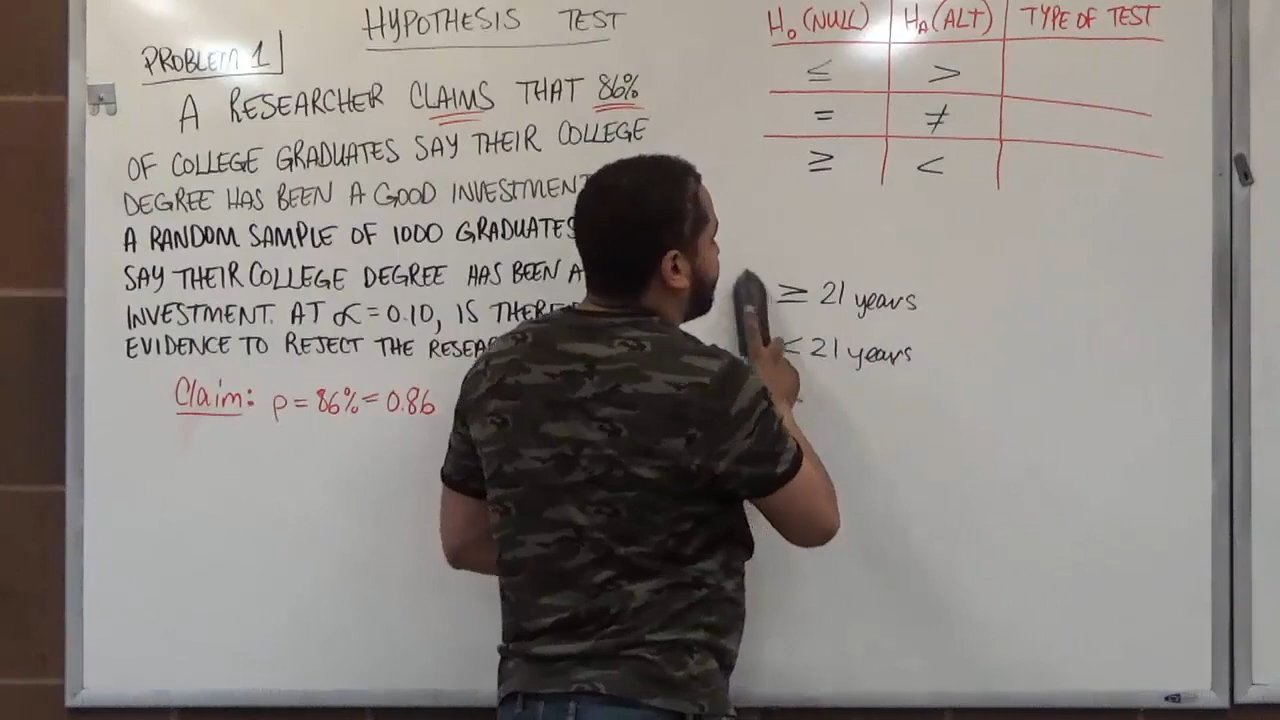 HYPOTHESIS TEST
PROBLEM 1
A RESEARCHER CLAIMS THAT 86%
OF COLLEGE GRADUATES SAY THEIR COLLEGE
DEGREE HAS BEEN A GOOD INVESTMENT
A RANDOM SAMPLE OF 1000 GRADUATES
SAY THEIR COLLEGE DEGREE HAS BEEN A
INVESTMENT. AT α = 0.10, IS THERE
EVIDENCE TO REJECT THE
Claim: p = 86% = 0.86
H₀ (NULL) Hₐ (ALT) TYPE OF TEST
≤ >
= ≠
≥ <
≥ 21 years
< 21 years